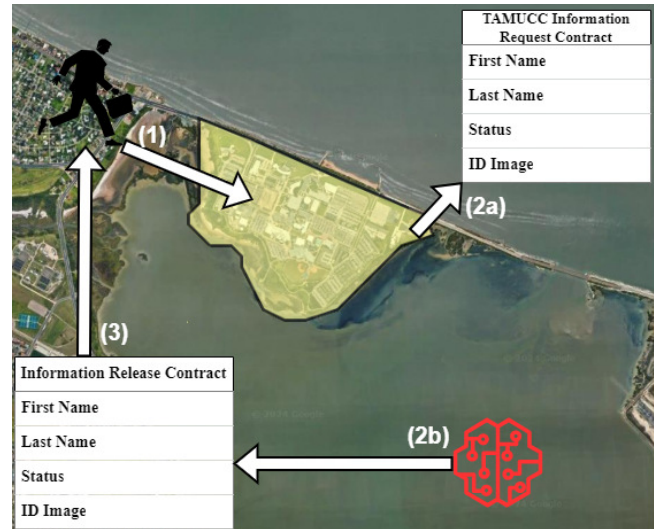 TAMUCC Information
Request Contract
First Name
Last Name
Status
ID Image
(1)
(2a)
(3)
Information Release Contract
First Name
Last Name
Status
ID Image
(2b)